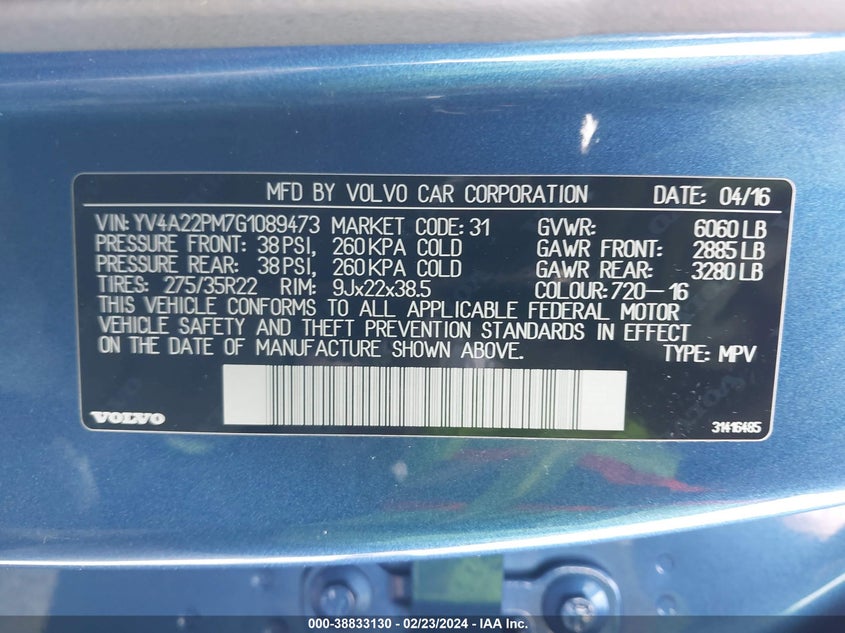 MFD BY VOLVO CAR CORPORATION DATE: 04/16
VIN: YV4A22PM7G1089473 MARKET CODE: 31 GVWR: 6060 LB
PRESSURE FRONT: 38 PSI, 260 KPA COLD GAWR FRONT: 2885 LB
PRESSURE REAR: 38 PSI, 260 KPA COLD GAWR REAR: 3280 LB
TIRES: 275/35R22 RIM: 9Jx22x38.5 COLOUR: 720-16
THIS VEHICLE CONFORMS TO ALL APPLICABLE FEDERAL MOTOR
VEHICLE SAFETY AND THEFT PREVENTION STANDARDS IN EFFECT
ON THE DATE OF MANUFACTURE SHOWN ABOVE. TYPE: MPV
VOLVO 31416485
000-38833130 - 02/23/2024 - IAA Inc.